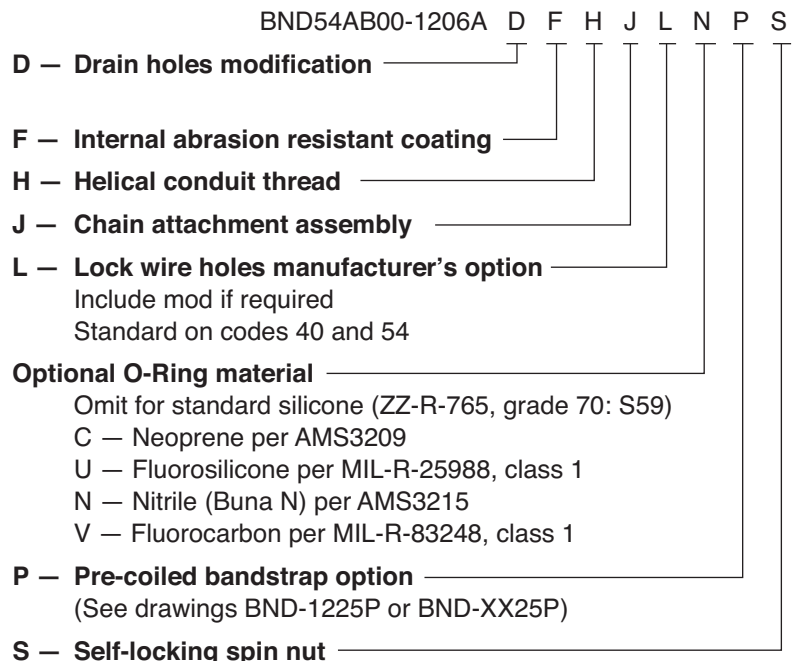 BND54AB00-1206A D F H J L N P S
D — Drain holes modification
F — Internal abrasion resistant coating
H — Helical conduit thread
J — Chain attachment assembly
L — Lock wire holes manufacturer's option
Include mod if required
Standard on codes 40 and 54
Optional O-Ring material
Omit for standard silicone (ZZ-R-765, grade 70: S59)
C — Neoprene per AMS3209
U — Fluorosilicone per MIL-R-25988, class 1
N — Nitrile (Buna N) per AMS3215
V — Fluorocarbon per MIL-R-83248, class 1
P — Pre-coiled bandstrap option
(See drawings BND-1225P or BND-XX25P)
S — Self-locking spin nut